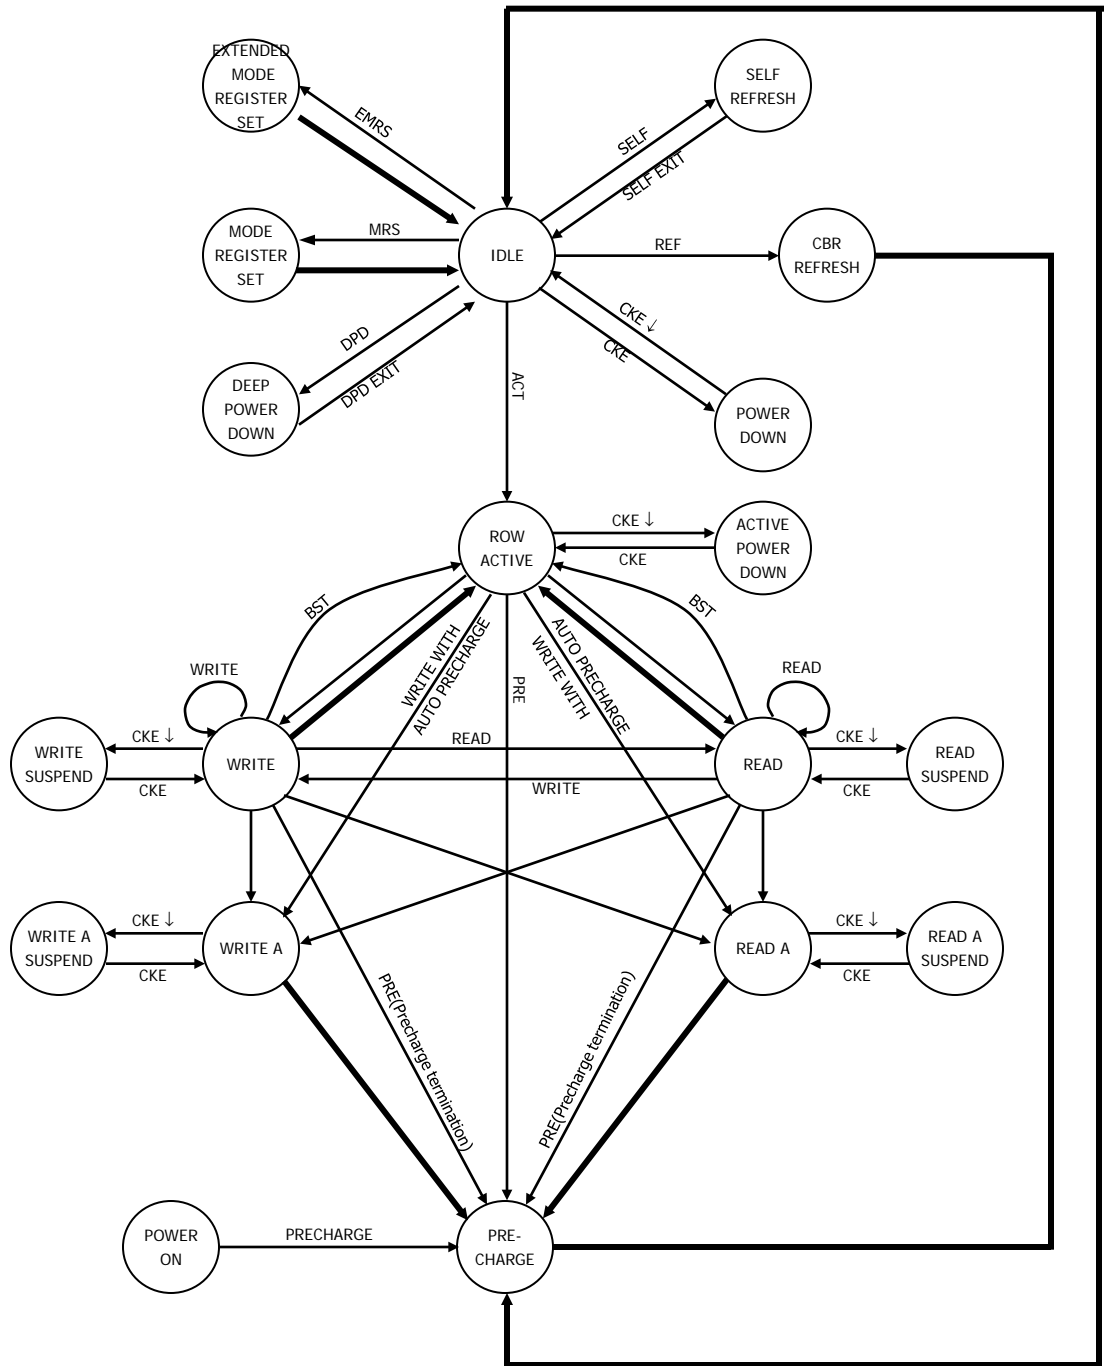 EXTENDED
MODE
REGISTER
SET
SELF
REFRESH
EMRS
SELF
SELF EXIT
MODE
REGISTER
SET
MRS
IDLE
REF
CBR
REFRESH
DPD
DPD EXIT
CKE ↓
CKE
DEEP
POWER
DOWN
ACT
POWER
DOWN
ROW
ACTIVE
CKE ↓
CKE
ACTIVE
POWER
DOWN
BST
BST
WRITE WITH
AUTO PRECHARGE
PRE
AUTO PRECHARGE
WRITE WITH
WRITE
READ
WRITE
SUSPEND
CKE ↓
CKE
WRITE
READ
WRITE
READ
CKE ↓
CKE
READ
SUSPEND
WRITE A
SUSPEND
CKE ↓
CKE
WRITE A
READ A
CKE ↓
CKE
READ A
SUSPEND
PRE(Precharge termination)
PRE(Precharge termination)
POWER
ON
PRECHARGE
PRE-
CHARGE